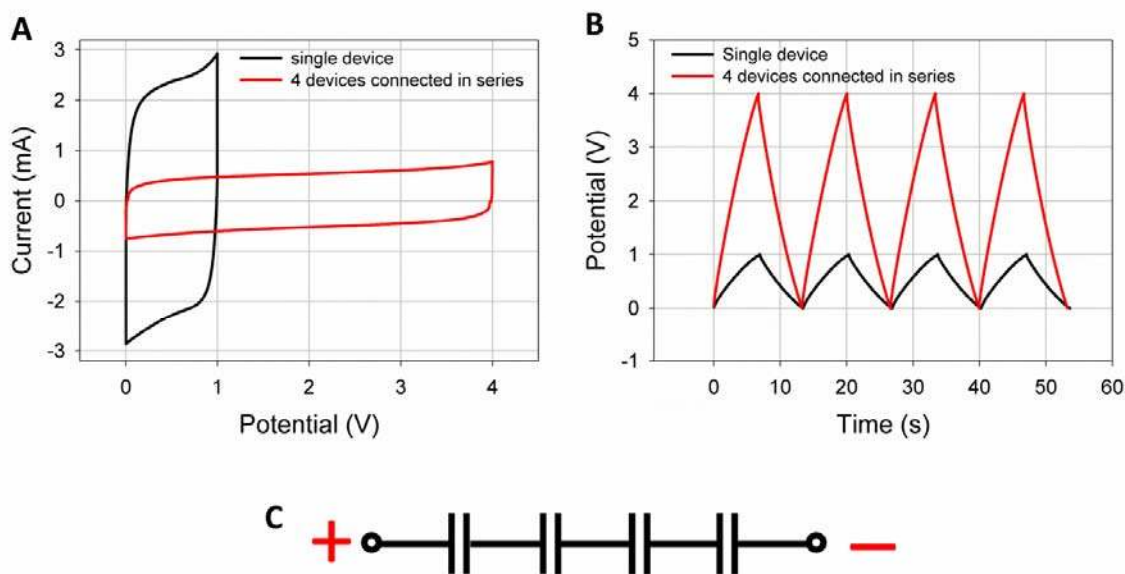 A
3
2
1
0
-1
-2
-3
Current (mA)
single device
4 devices connected in series
0 1 2 3 4
Potential (V)
B
5
4
3
2
1
0
-1
Potential (V)
Single device
4 devices connected in series
0 10 20 30 40 50 60
Time (s)
C
+ −